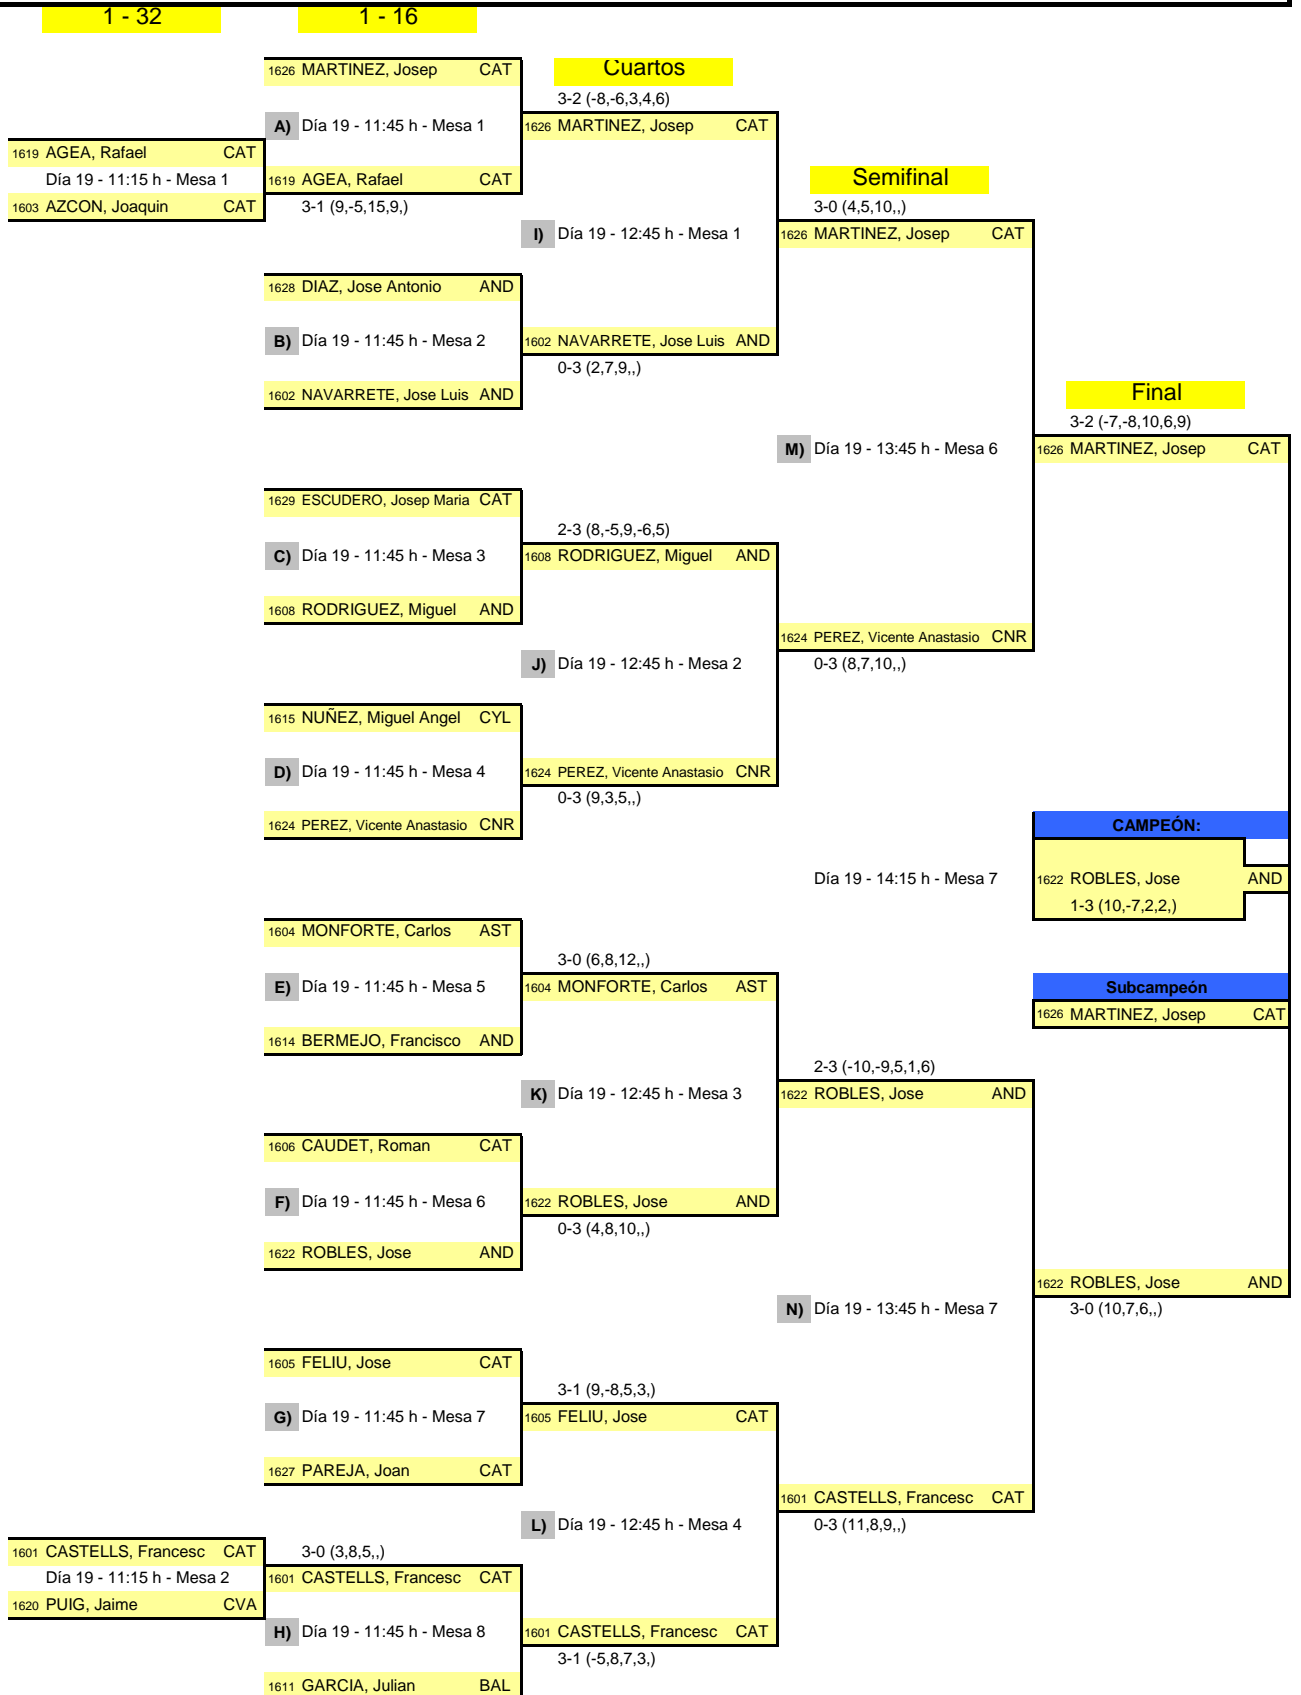 1 - 32
1 - 16
1626 MARTINEZ, Josep CAT
Cuartos
3-2 (-8,-6,3,4,6)
A) Día 19 - 11:45 h - Mesa 1
1626 MARTINEZ, Josep CAT
1619 AGEA, Rafael CAT
Día 19 - 11:15 h - Mesa 1
1619 AGEA, Rafael CAT
Semifinal
1603 AZCON, Joaquin CAT
3-1 (9,-5,15,9,)
3-0 (4,5,10,,)
I) Día 19 - 12:45 h - Mesa 1
1626 MARTINEZ, Josep CAT
1628 DIAZ, Jose Antonio AND
B) Día 19 - 11:45 h - Mesa 2
1602 NAVARRETE, Jose Luis AND
0-3 (2,7,9,,)
1602 NAVARRETE, Jose Luis AND
Final
3-2 (-7,-8,10,6,9)
M) Día 19 - 13:45 h - Mesa 6
1626 MARTINEZ, Josep CAT
1629 ESCUDERO, Josep Maria CAT
2-3 (8,-5,9,-6,5)
C) Día 19 - 11:45 h - Mesa 3
1608 RODRIGUEZ, Miguel AND
1608 RODRIGUEZ, Miguel AND
1624 PEREZ, Vicente Anastasio CNR
J) Día 19 - 12:45 h - Mesa 2
0-3 (8,7,10,,)
1615 NUÑEZ, Miguel Angel CYL
D) Día 19 - 11:45 h - Mesa 4
1624 PEREZ, Vicente Anastasio CNR
0-3 (9,3,5,,)
1624 PEREZ, Vicente Anastasio CNR
CAMPEÓN:
Día 19 - 14:15 h - Mesa 7
1622 ROBLES, Jose AND
1-3 (10,-7,2,2,)
1604 MONFORTE, Carlos AST
3-0 (6,8,12,,)
E) Día 19 - 11:45 h - Mesa 5
1604 MONFORTE, Carlos AST
Subcampeón
1626 MARTINEZ, Josep CAT
1614 BERMEJO, Francisco AND
2-3 (-10,-9,5,1,6)
K) Día 19 - 12:45 h - Mesa 3
1622 ROBLES, Jose AND
1606 CAUDET, Roman CAT
F) Día 19 - 11:45 h - Mesa 6
1622 ROBLES, Jose AND
0-3 (4,8,10,,)
1622 ROBLES, Jose AND
1622 ROBLES, Jose AND
N) Día 19 - 13:45 h - Mesa 7
3-0 (10,7,6,,)
1605 FELIU, Jose CAT
3-1 (9,-8,5,3,)
G) Día 19 - 11:45 h - Mesa 7
1605 FELIU, Jose CAT
1627 PAREJA, Joan CAT
1601 CASTELLS, Francesc CAT
L) Día 19 - 12:45 h - Mesa 4
0-3 (11,8,9,,)
1601 CASTELLS, Francesc CAT
3-0 (3,8,5,,)
Día 19 - 11:15 h - Mesa 2
1601 CASTELLS, Francesc CAT
1620 PUIG, Jaime CVA
H) Día 19 - 11:45 h - Mesa 8
1601 CASTELLS, Francesc CAT
3-1 (-5,8,7,3,)
1611 GARCIA, Julian BAL